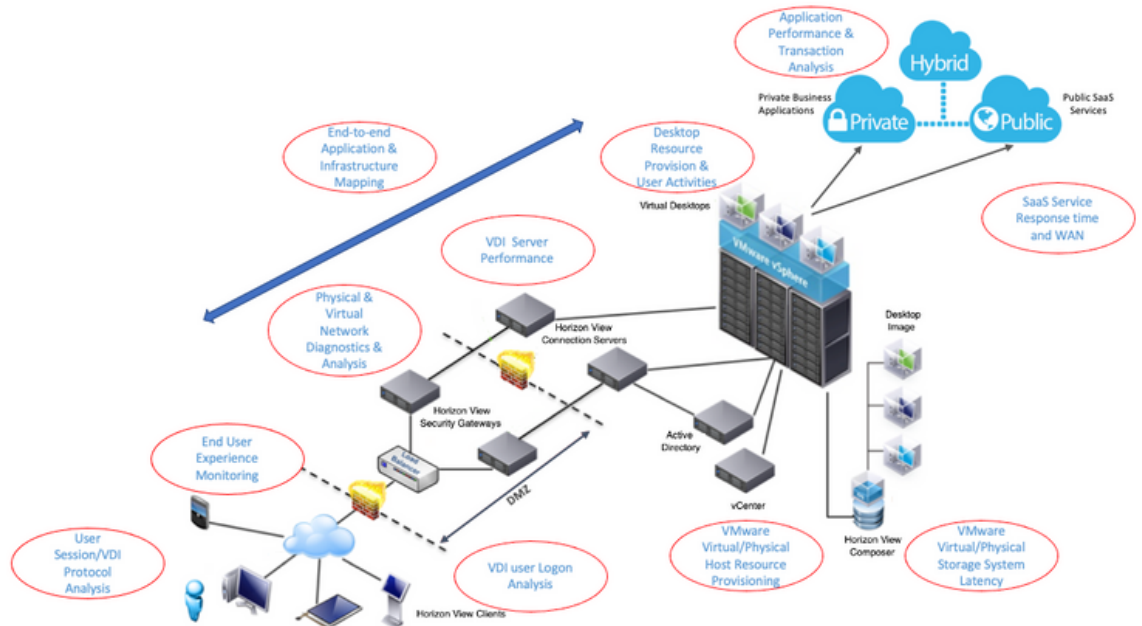 Application
Performance &
Transaction
Analysis
Hybrid
Private Business
Applications
Private
Public
Public SaaS
Services
End-to-end
Application &
Infrastructure
Mapping
Desktop
Resource
Provision &
User Activities
Virtual Desktops
SaaS Service
Response time
and WAN
VMware vSphere
VDI Server
Performance
Physical &
Virtual
Network
Diagnostics &
Analysis
Horizon View
Connection Servers
Desktop
Image
Horizon View
Security Gateways
Active
Directory
End User
Experience
Monitoring
Load
Balancer
DMZ
vCenter
Horizon View
Composer
User
Session/VDI
Protocol
Analysis
VDI user Logon
Analysis
VMware
Virtual/Physical
Host Resource
Provisioning
VMware
Virtual/Physical
Storage System
Latency
Horizon View Clients